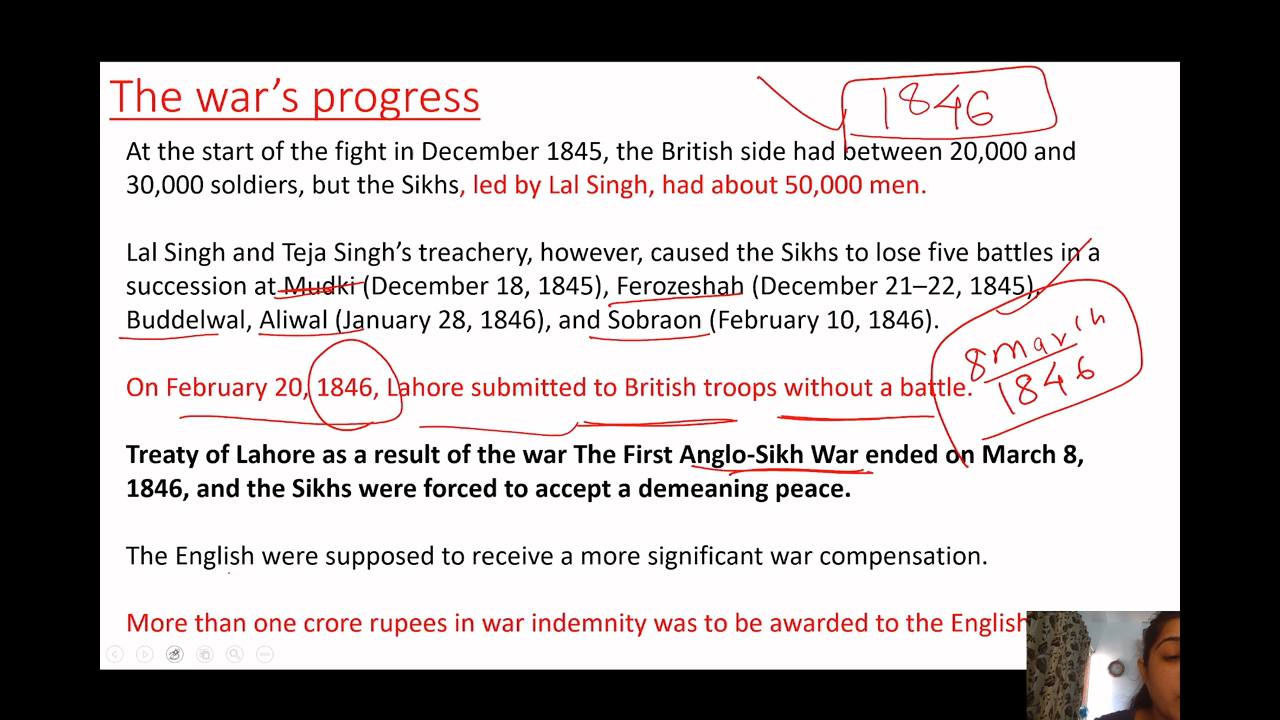 The war’s progress
1846
At the start of the fight in December 1845, the British side had between 20,000 and
30,000 soldiers, but the Sikhs, led by Lal Singh, had about 50,000 men.
Lal Singh and Teja Singh’s treachery, however, caused the Sikhs to lose five battles in a
succession at Mudki (December 18, 1845), Ferozeshah (December 21–22, 1845),
Buddelwal, Aliwal (January 28, 1846), and Sobraon (February 10, 1846).
8 March
1846
On February 20, 1846, Lahore submitted to British troops without a battle.
Treaty of Lahore as a result of the war The First Anglo-Sikh War ended on March 8,
1846, and the Sikhs were forced to accept a demeaning peace.
The English were supposed to receive a more significant war compensation.
More than one crore rupees in war indemnity was to be awarded to the English